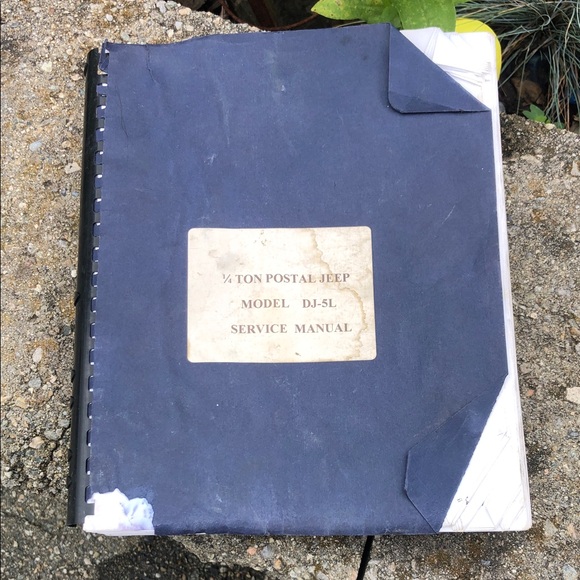 ¼ TON POSTAL JEEP
MODEL DJ-5L
SERVICE MANUAL